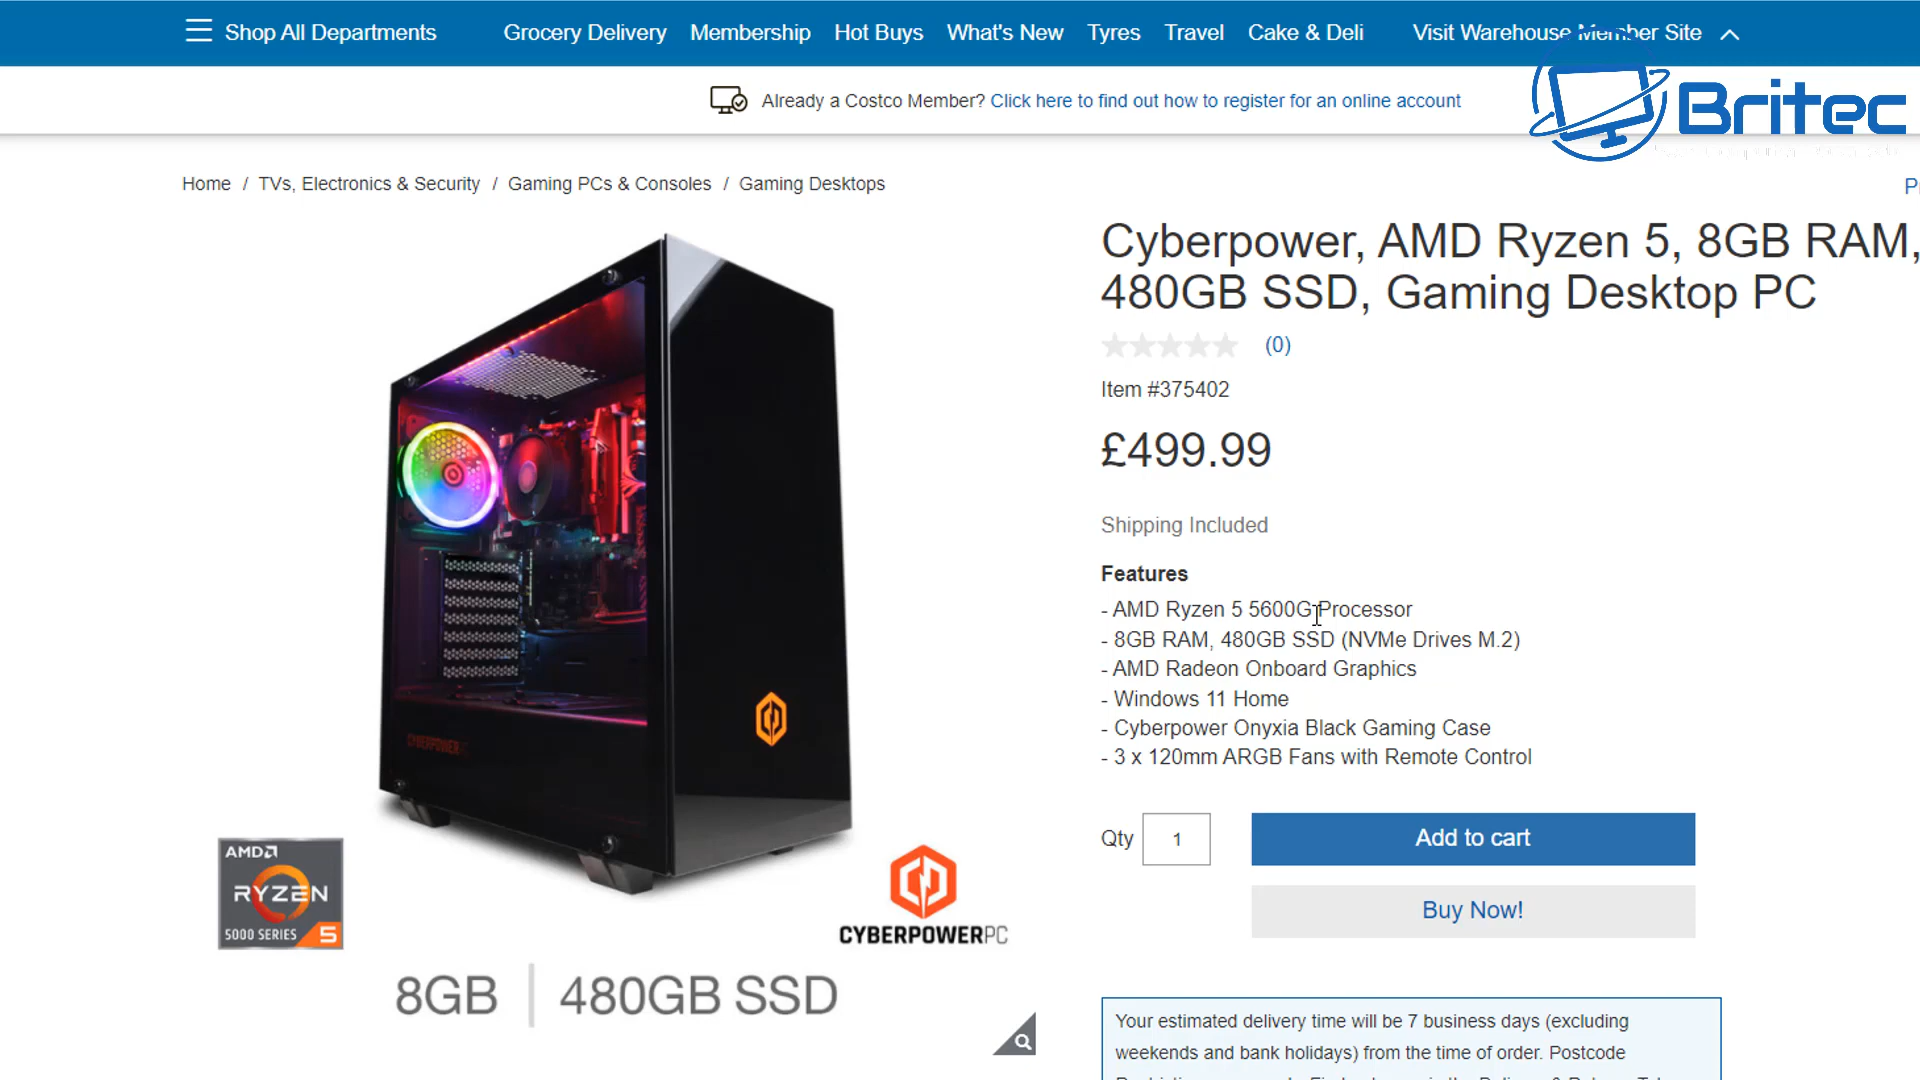 Shop All Departments Grocery Delivery Membership Hot Buys What's New Tyres Travel Cake & Deli Visit Warehouse Member Site
Already a Costco Member? Click here to find out how to register for an online account
Britec
Home / TVs, Electronics & Security / Gaming PCs & Consoles / Gaming Desktops
Cyberpower, AMD Ryzen 5, 8GB RAM,
480GB SSD, Gaming Desktop PC
(0)
Item #375402
£499.99
Shipping Included
Features
- AMD Ryzen 5 5600G Processor
- 8GB RAM, 480GB SSD (NVMe Drives M.2)
- AMD Radeon Onboard Graphics
- Windows 11 Home
- Cyberpower Onyxia Black Gaming Case
- 3 x 120mm ARGB Fans with Remote Control
Qty 1 Add to cart
Buy Now!
CYBERPOWERPC
AMD
RYZEN
5000 SERIES 5
CYBERPOWERPC
8GB | 480GB SSD
Your estimated delivery time will be 7 business days (excluding
weekends and bank holidays) from the time of order. Postcode